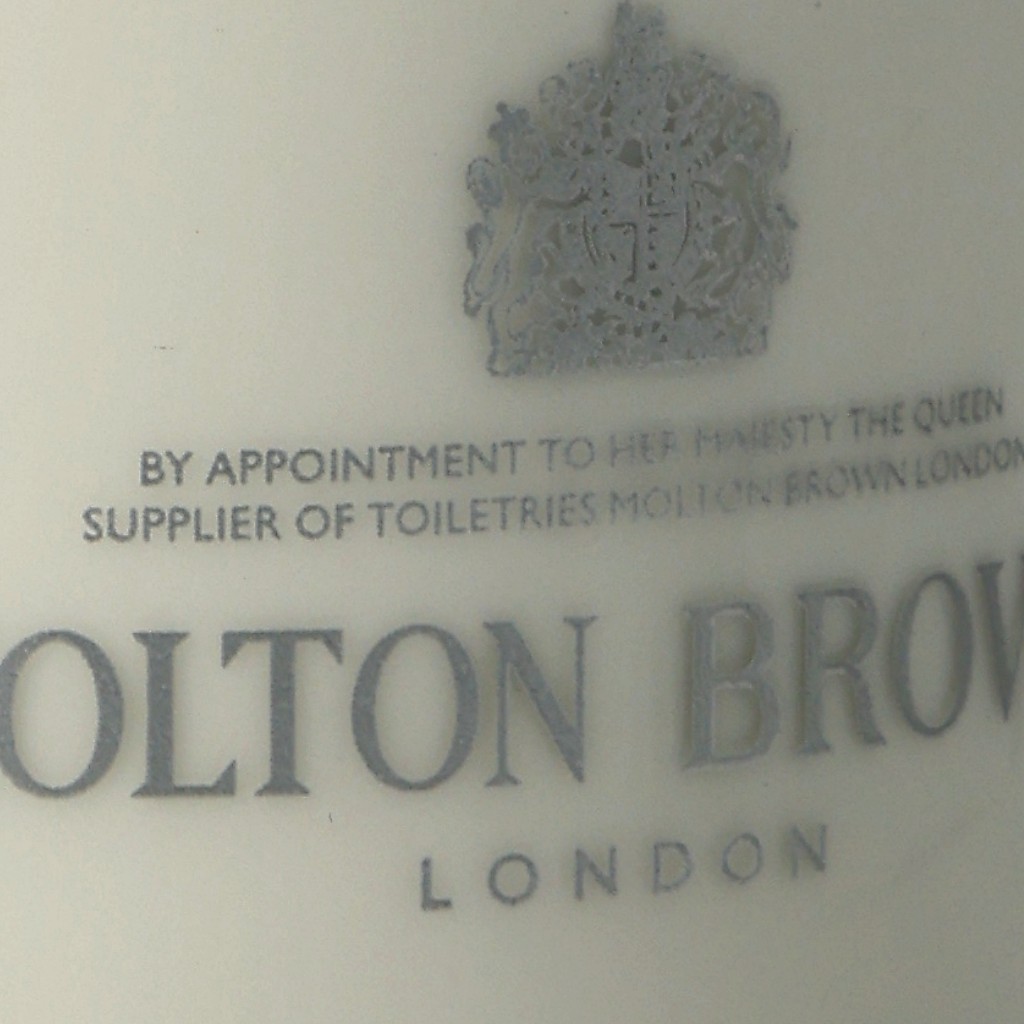 BY APPOINTMENT TO HER MAJESTY THE QUEEN
SUPPLIER OF TOILETRIES MOLTON BROWN LONDON
OLTON BROW
LONDON